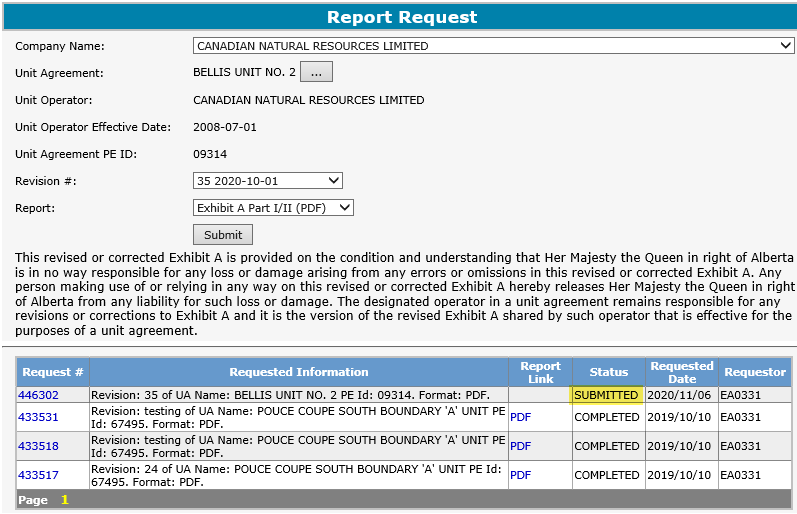 Report Request
Company Name: CANADIAN NATURAL RESOURCES LIMITED
Unit Agreement: BELLIS UNIT NO. 2 ...
Unit Operator: CANADIAN NATURAL RESOURCES LIMITED
Unit Operator Effective Date: 2008-07-01
Unit Agreement PE ID: 09314
Revision #: 35 2020-10-01
Report: Exhibit A Part I/II (PDF)
Submit
This revised or corrected Exhibit A is provided on the condition and understanding that Her Majesty the Queen in right of Alberta
is in no way responsible for any loss or damage arising from any errors or omissions in this revised or corrected Exhibit A. Any
person making use of or relying in any way on this revised or corrected Exhibit A hereby releases Her Majesty the Queen in right
of Alberta from any liability for such loss or damage. The designated operator in a unit agreement remains responsible for any
revisions or corrections to Exhibit A and it is the version of the revised Exhibit A shared by such operator that is effective for the
purposes of a unit agreement.
Request # Requested Information Report Link Status Requested Date Requestor
446302 Revision: 35 of UA Name: BELLIS UNIT NO. 2 PE Id: 09314. Format: PDF. SUBMITTED 2020/11/06 EA0331
433531 Revision: testing of UA Name: POUCE COUPE SOUTH BOUNDARY 'A' UNIT PE Id: 67495. Format: PDF. PDF COMPLETED 2019/10/10 EA0331
433518 Revision: testing of UA Name: POUCE COUPE SOUTH BOUNDARY 'A' UNIT PE Id: 67495. Format: PDF. PDF COMPLETED 2019/10/10 EA0331
433517 Revision: 24 of UA Name: POUCE COUPE SOUTH BOUNDARY 'A' UNIT PE Id: 67495. Format: PDF. PDF COMPLETED 2019/10/10 EA0331
Page 1